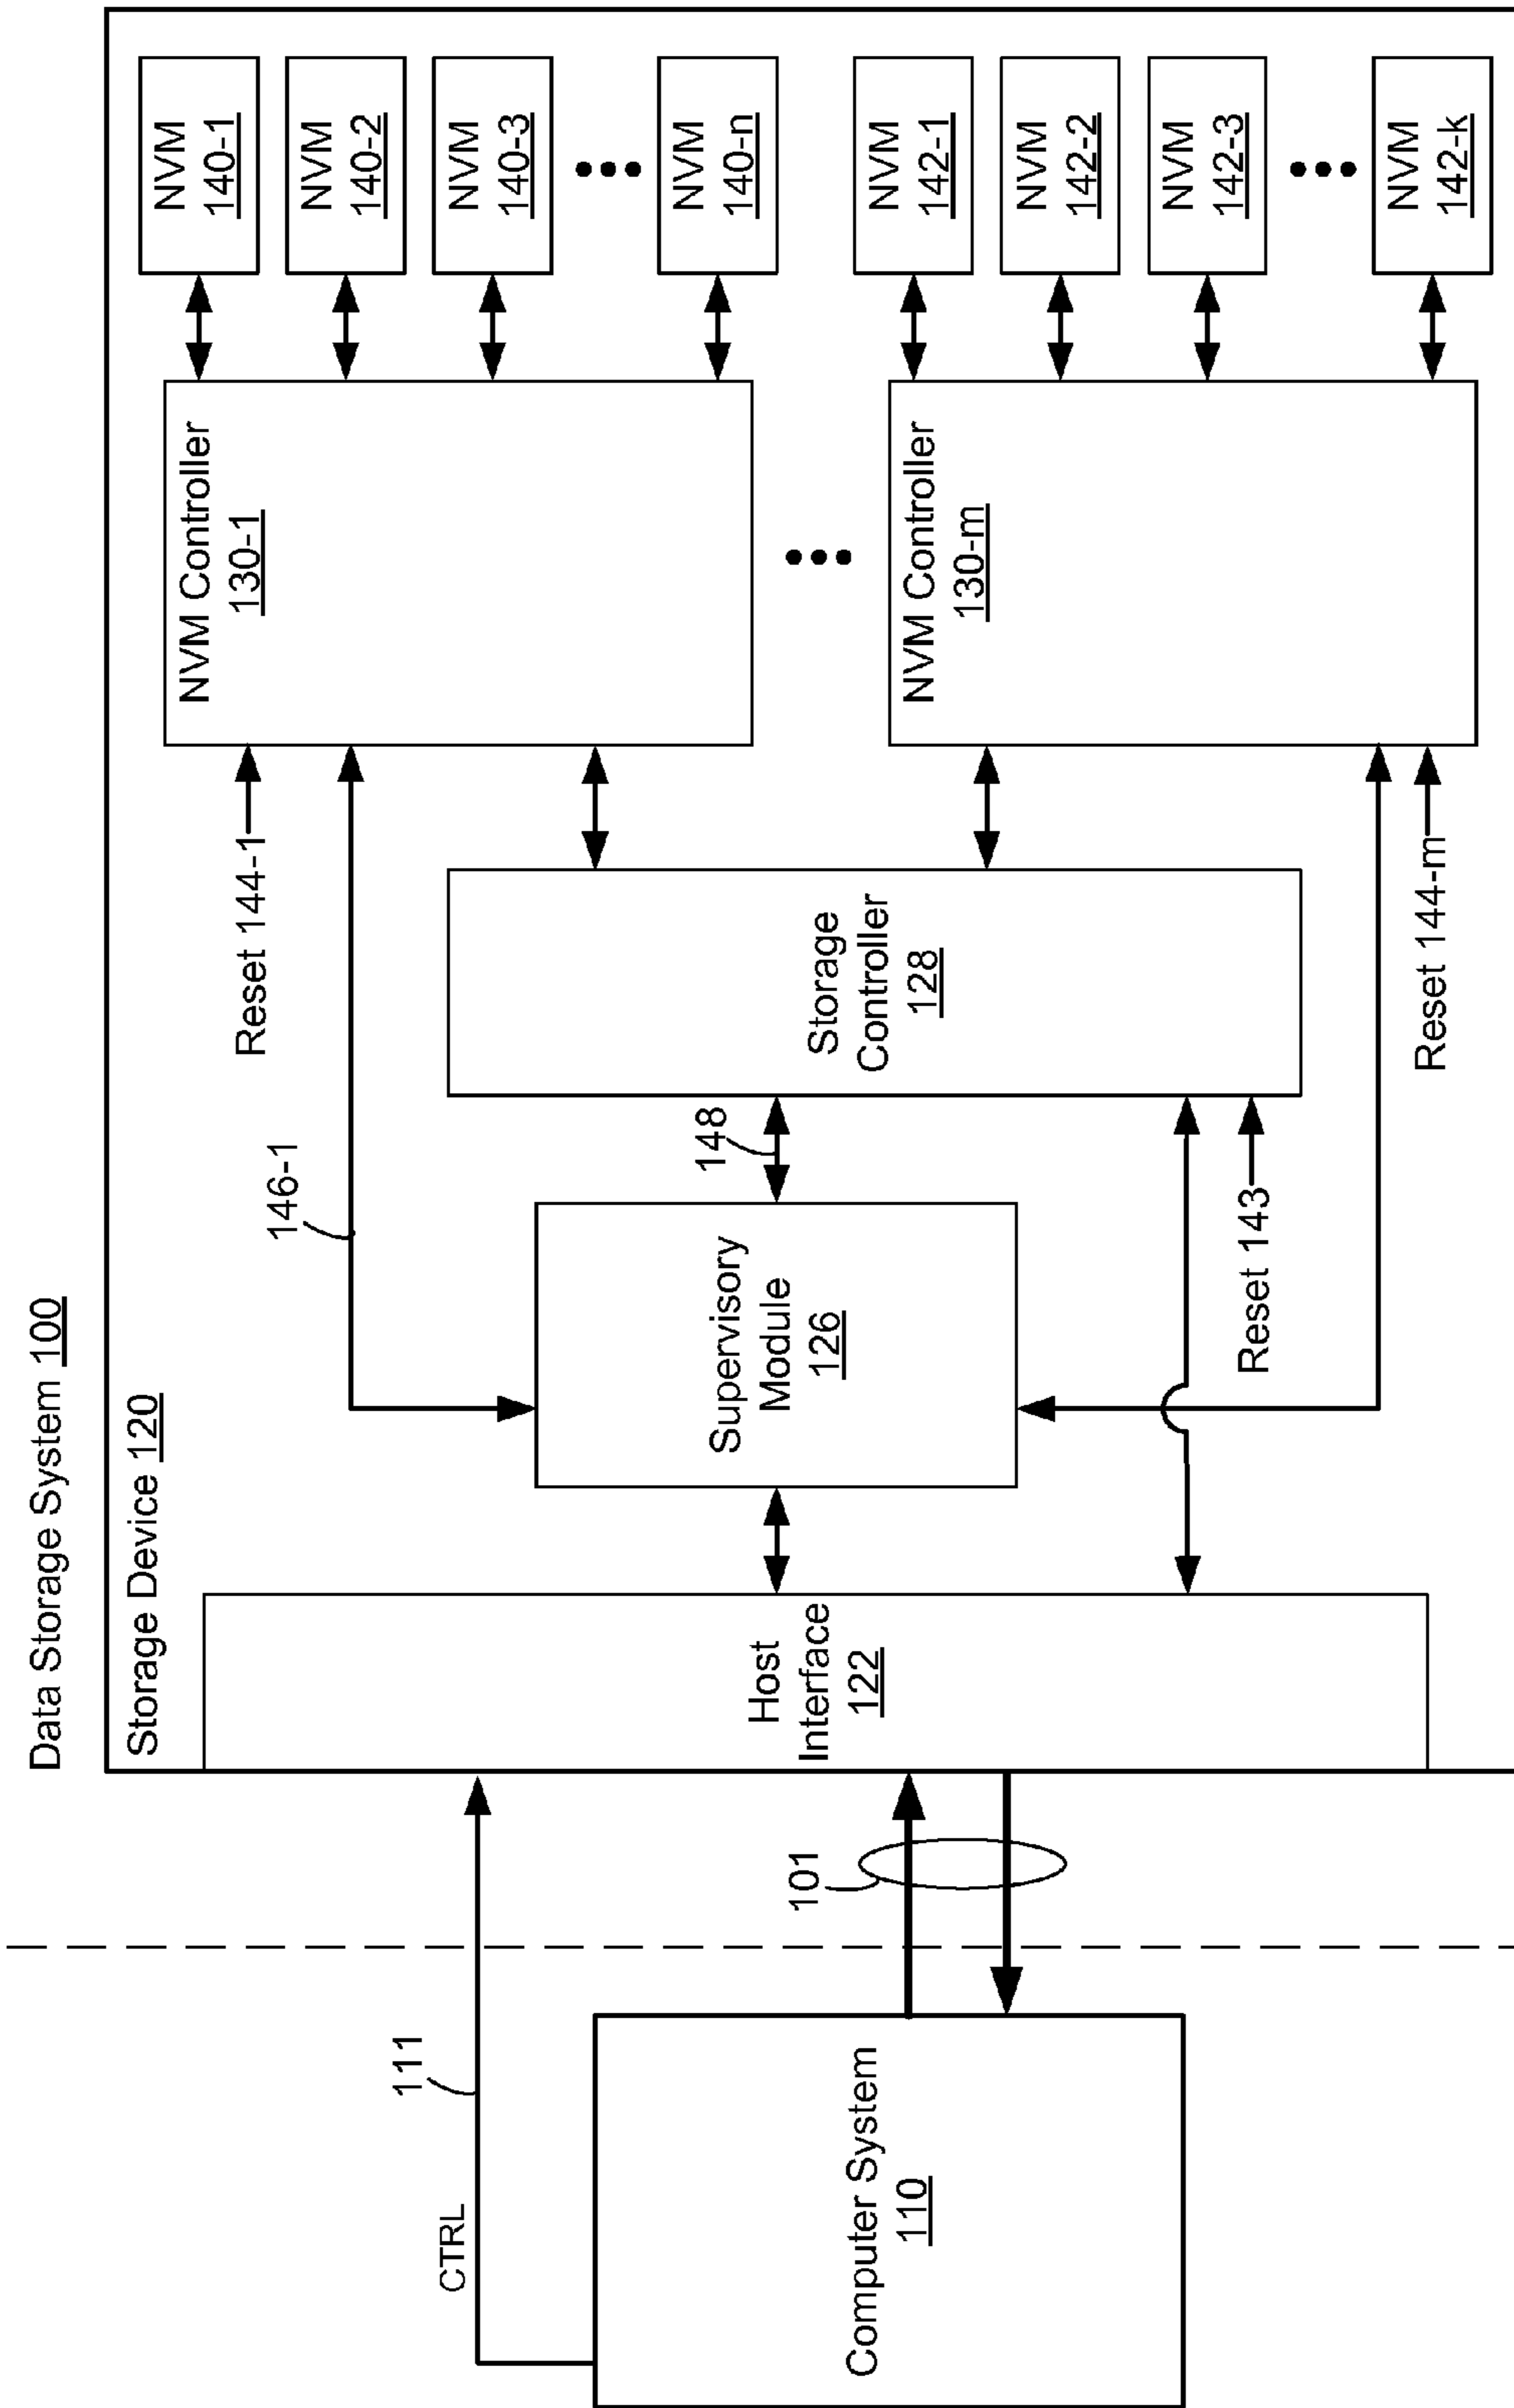 Data Storage System 100
Storage Device 120
CTRL
111
Computer System
110
101
Host
Interface
122
Supervisory
Module
126
146-1
148
Storage
Controller
128
Reset 143
Reset 144-1
Reset 144-m
NVM Controller
130-1
NVM Controller
130-m
NVM
140-1
NVM
140-2
NVM
140-3
NVM
140-n
NVM
142-1
NVM
142-2
NVM
142-3
NVM
142-k